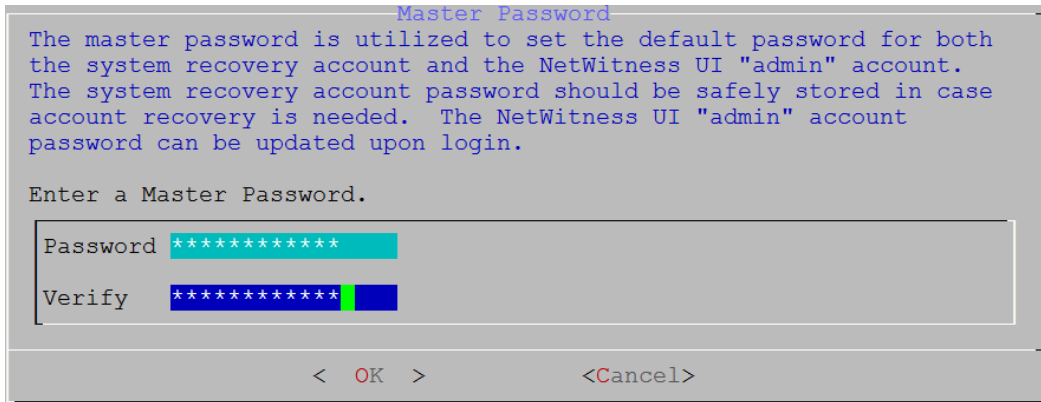 Master Password
The master password is utilized to set the default password for both
the system recovery account and the NetWitness UI "admin" account.
The system recovery account password should be safely stored in case
account recovery is needed.  The NetWitness UI "admin" account
password can be updated upon login.
Enter a Master Password.
Password ************
Verify ************
< OK > <Cancel>